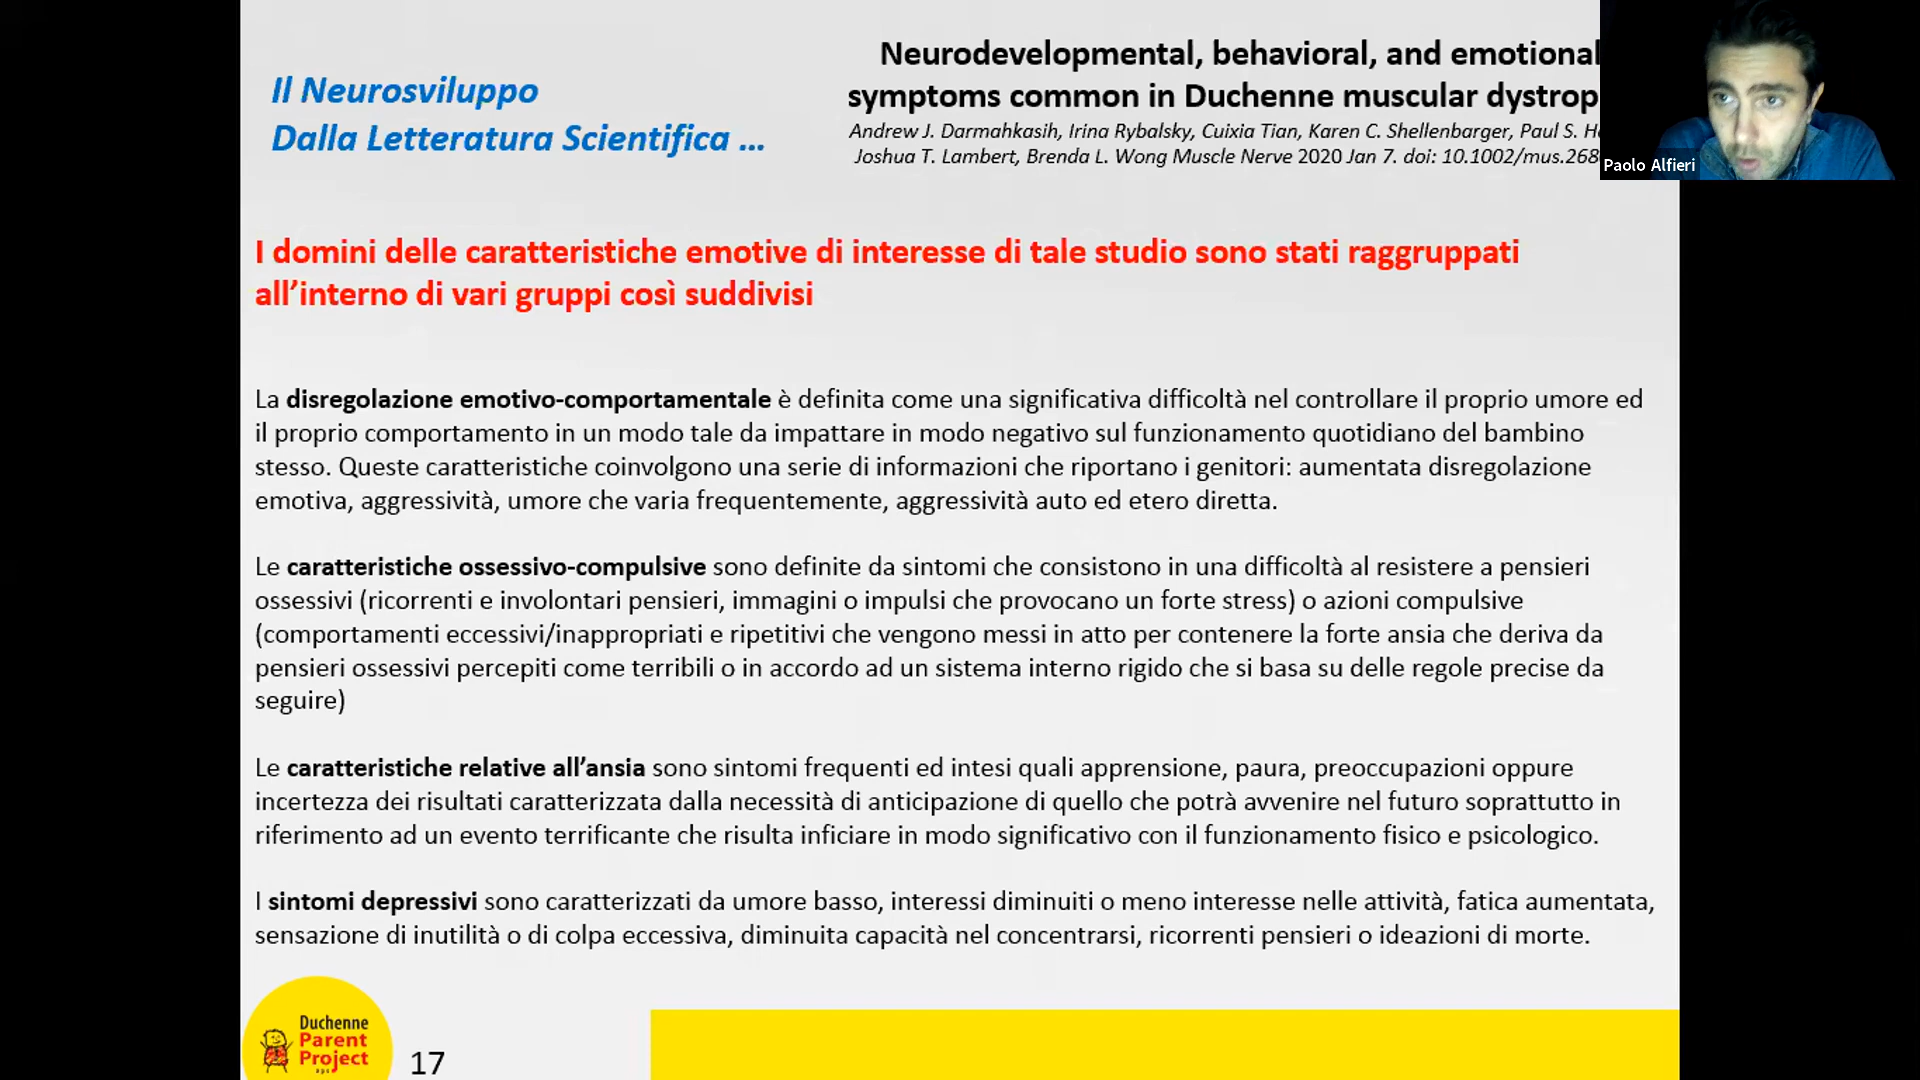 Il Neurosviluppo
Dalla Letteratura Scientifica ...
Neurodevelopmental, behavioral, and emotional
symptoms common in Duchenne muscular
Andrew J. Darmahkasih, Irina Rybalsky, Cuixia Tian, Karen C. Shellenbarger, Paul S.
Joshua T. Lambert, Brenda L. Wong Muscle Nerve 2020 Jan 7. doi:
Paolo Alfieri
I domini delle caratteristiche emotive di interesse di tale studio sono stati raggruppati
all’interno di vari gruppi così suddivisi
La disregolazione emotivo-comportamentale è definita come una significativa difficoltà nel controllare il proprio umore ed
il proprio comportamento in un modo tale da impattare in modo negativo sul funzionamento quotidiano del bambino
stesso. Queste caratteristiche coinvolgono una serie di informazioni che riportano i genitori: aumentata disregolazione
emotiva, aggressività, umore che varia frequentemente, aggressività auto ed etero diretta.
Le caratteristiche ossessivo-compulsive sono definite da sintomi che consistono in una difficoltà al resistere a pensieri
ossessivi (ricorrenti e involontari pensieri, immagini o impulsi che provocano un forte stress) o azioni compulsive
(comportamenti eccessivi/inappropriati e ripetitivi che vengono messi in atto per contenere la forte ansia che deriva da
pensieri ossessivi percepiti come terribili o in accordo ad un sistema interno rigido che si basa su delle regole precise da
seguire)
Le caratteristiche relative all’ansia sono sintomi frequenti ed intesi quali apprensione, paura, preoccupazioni oppure
incertezza dei risultati caratterizzata dalla necessità di anticipazione di quello che potrà avvenire nel futuro soprattutto in
riferimento ad un evento terrificante che risulta inficiare in modo significativo con il funzionamento fisico e psicologico.
I sintomi depressivi sono caratterizzati da umore basso, interessi diminuiti o meno interesse nelle attività, fatica aumentata,
sensazione di inutilità o di colpa eccessiva, diminuita capacità nel concentrarsi, ricorrenti pensieri o ideazioni di morte.
Duchenne
Parent
Project
aps
17